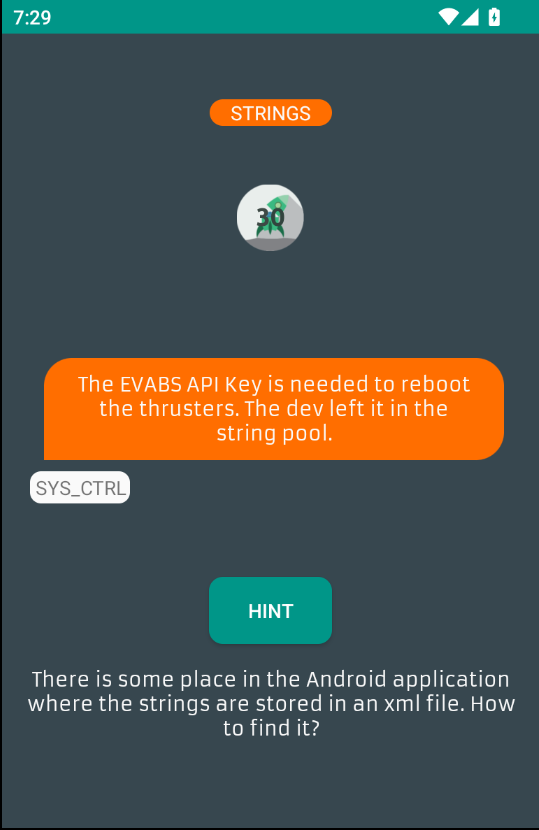 7:29
STRINGS
30
The EVABS API Key is needed to reboot
the thrusters. The dev left it in the
string pool.
SYS_CTRL
HINT
There is some place in the Android application
where the strings are stored in an xml file. How
to find it?